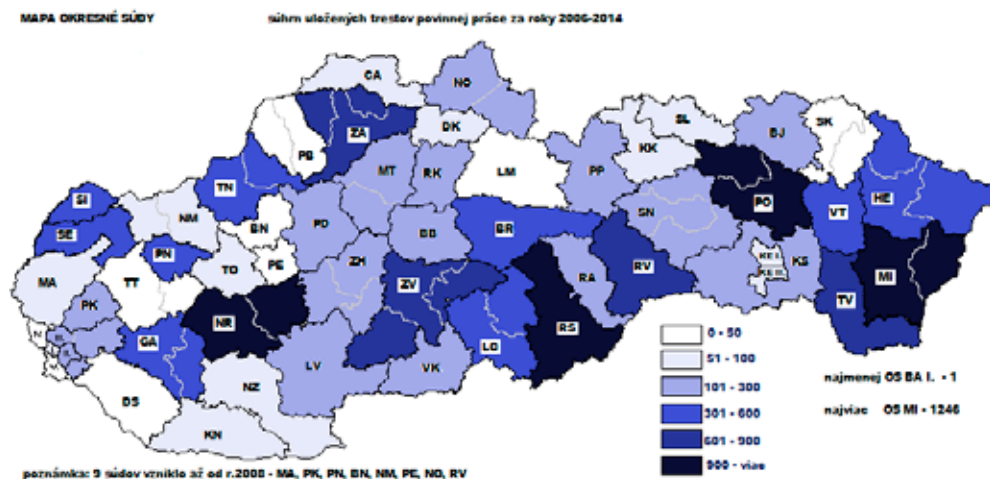 MAPA OKRESNÉ SÚDY súhrn uložených trestov povinnej práce za roky 2006-2014
CA
NO
ZA
DK
SL
SK
BJ
PB
KK
MT
RK
LM
PP
PO
HE
TN
VT
SI
NM
BN
PD
BB
BR
SN
SE
PN
TO
PE
ZH
ZV
RA
RV
KE I.
KS
MI
MA
TT
KE II.
PK
NR
TV
GA
RS
LC
LV
VK
NZ
DS
KN
0 - 50
51 - 100
101 - 300
301 - 600
601 - 900
900 - viac
najmenej OS BA I. - 1
najviac OS MI - 1246
poznámka: 9 súdov vzniklo až od r.2008 - MA, PK, PN, BN, NM, PE, NO, RV